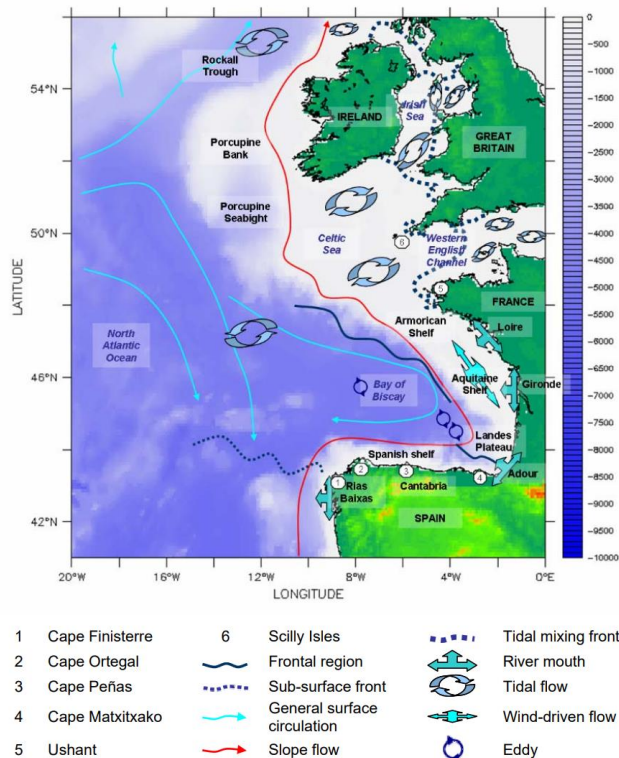 Rockall
Trough
54°N
IRELAND
Irish
Sea
GREAT
BRITAIN
Porcupine
Bank
Porcupine
Seabight
50°N
Celtic
Sea
6
Western
English
Channel
5
FRANCE
Armorican
Shelf
Loire
North
Atlantic
Ocean
46°N
Bay of
Biscay
Aquitaine
Shelf
Gironde
Landes
Plateau
Spanish shelf
Adour
1
2
3
4
Rias
Baixas
Cantabria
42°N
SPAIN
20°W
16°W
12°W
8°W
4°W
0°E
LONGITUDE
LATITUDE
0
-500
-1000
-1500
-2000
-2500
-3000
-3500
-4000
-4500
-5000
-5500
-6000
-6500
-7000
-7500
-8000
-8500
-9000
-9500
-10000
1 Cape Finisterre 6 Scilly Isles Tidal mixing front
2 Cape Ortegal Frontal region River mouth
3 Cape Peñas Sub-surface front Tidal flow
4 Cape Matxitxako General surface circulation Wind-driven flow
5 Ushant Slope flow Eddy